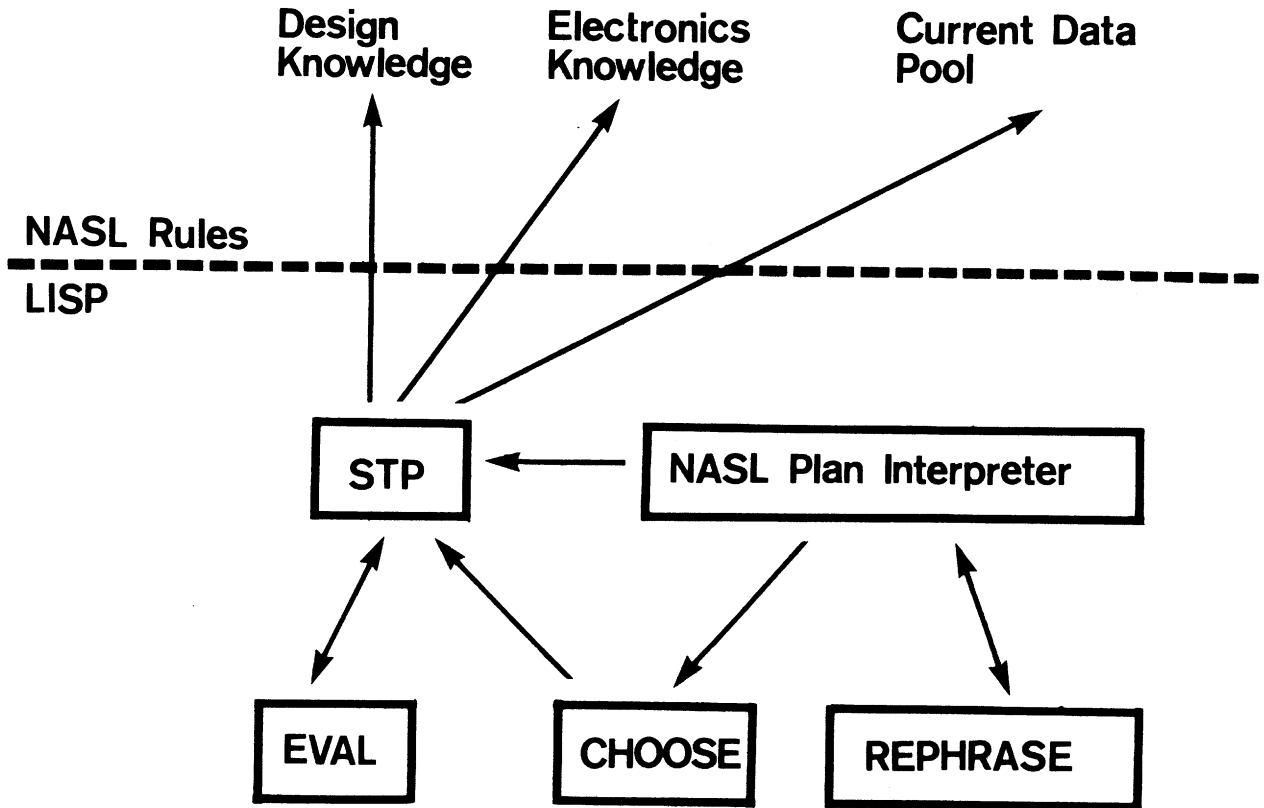 Design
Knowledge
Electronics
Knowledge
Current Data
Pool
NASL Rules
LISP
STP
NASL Plan Interpreter
EVAL
CHOOSE
REPHRASE